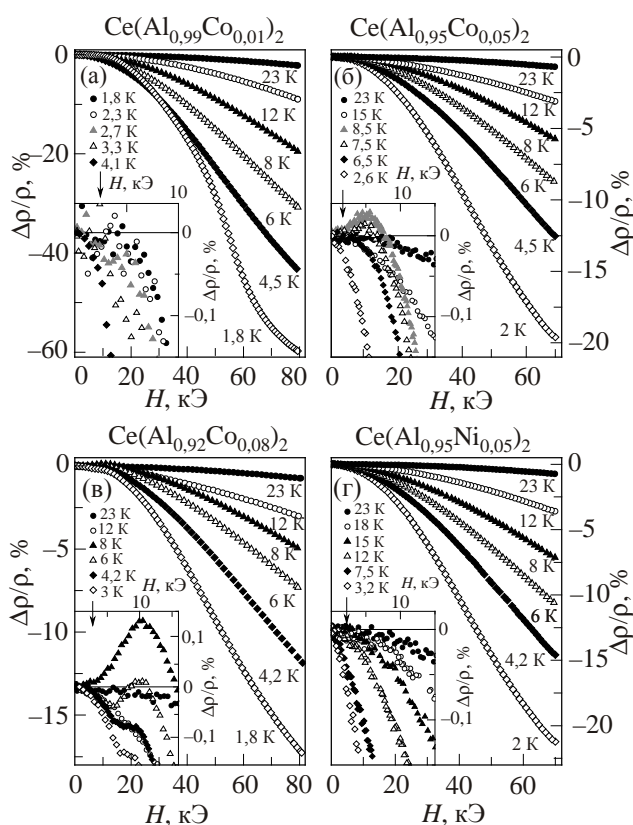 Ce(Al0,99Co0,01)2
0
−20
−40
−60
Δρ/ρ, %
(а)
1,8 К
2,3 К
2,7 К
3,3 К
4,1 К
23 К
12 К
8 К
6 К
4,5 К
1,8 К
H, кЭ
10
0
−0,1
Δρ/ρ, %
0 20 40 60 80
H, кЭ
Ce(Al0,95Co0,05)2
0
−5
−10
−15
−20
Δρ/ρ, %
(б)
23 К
15 К
8,5 К
7,5 К
6,5 К
2,6 К
23 К
12 К
8 К
6 К
4,5 К
2 К
H, кЭ
10
0
−0,1
Δρ/ρ, %
0 20 40 60
H, кЭ
Ce(Al0,92Co0,08)2
0
−5
−10
−15
Δρ/ρ, %
(в)
23 К
12 К
8 К
6 К
4,2 К
3 К
23 К
12 К
8 К
6 К
4,2 К
1,8 К
H, кЭ
10
0,1
0
−0,1
Δρ/ρ, %
0 20 40 60 80
H, кЭ
Ce(Al0,95Ni0,05)2
0
−5
−10
−15
−20
Δρ/ρ, %
(г)
23 К
18 К
15 К
12 К
7,5 К
3,2 К
23 К
12 К
8 К
6 К
4,2 К
2 К
H, кЭ
10
0
−0,1
Δρ/ρ, %
0 20 40 60
H, кЭ